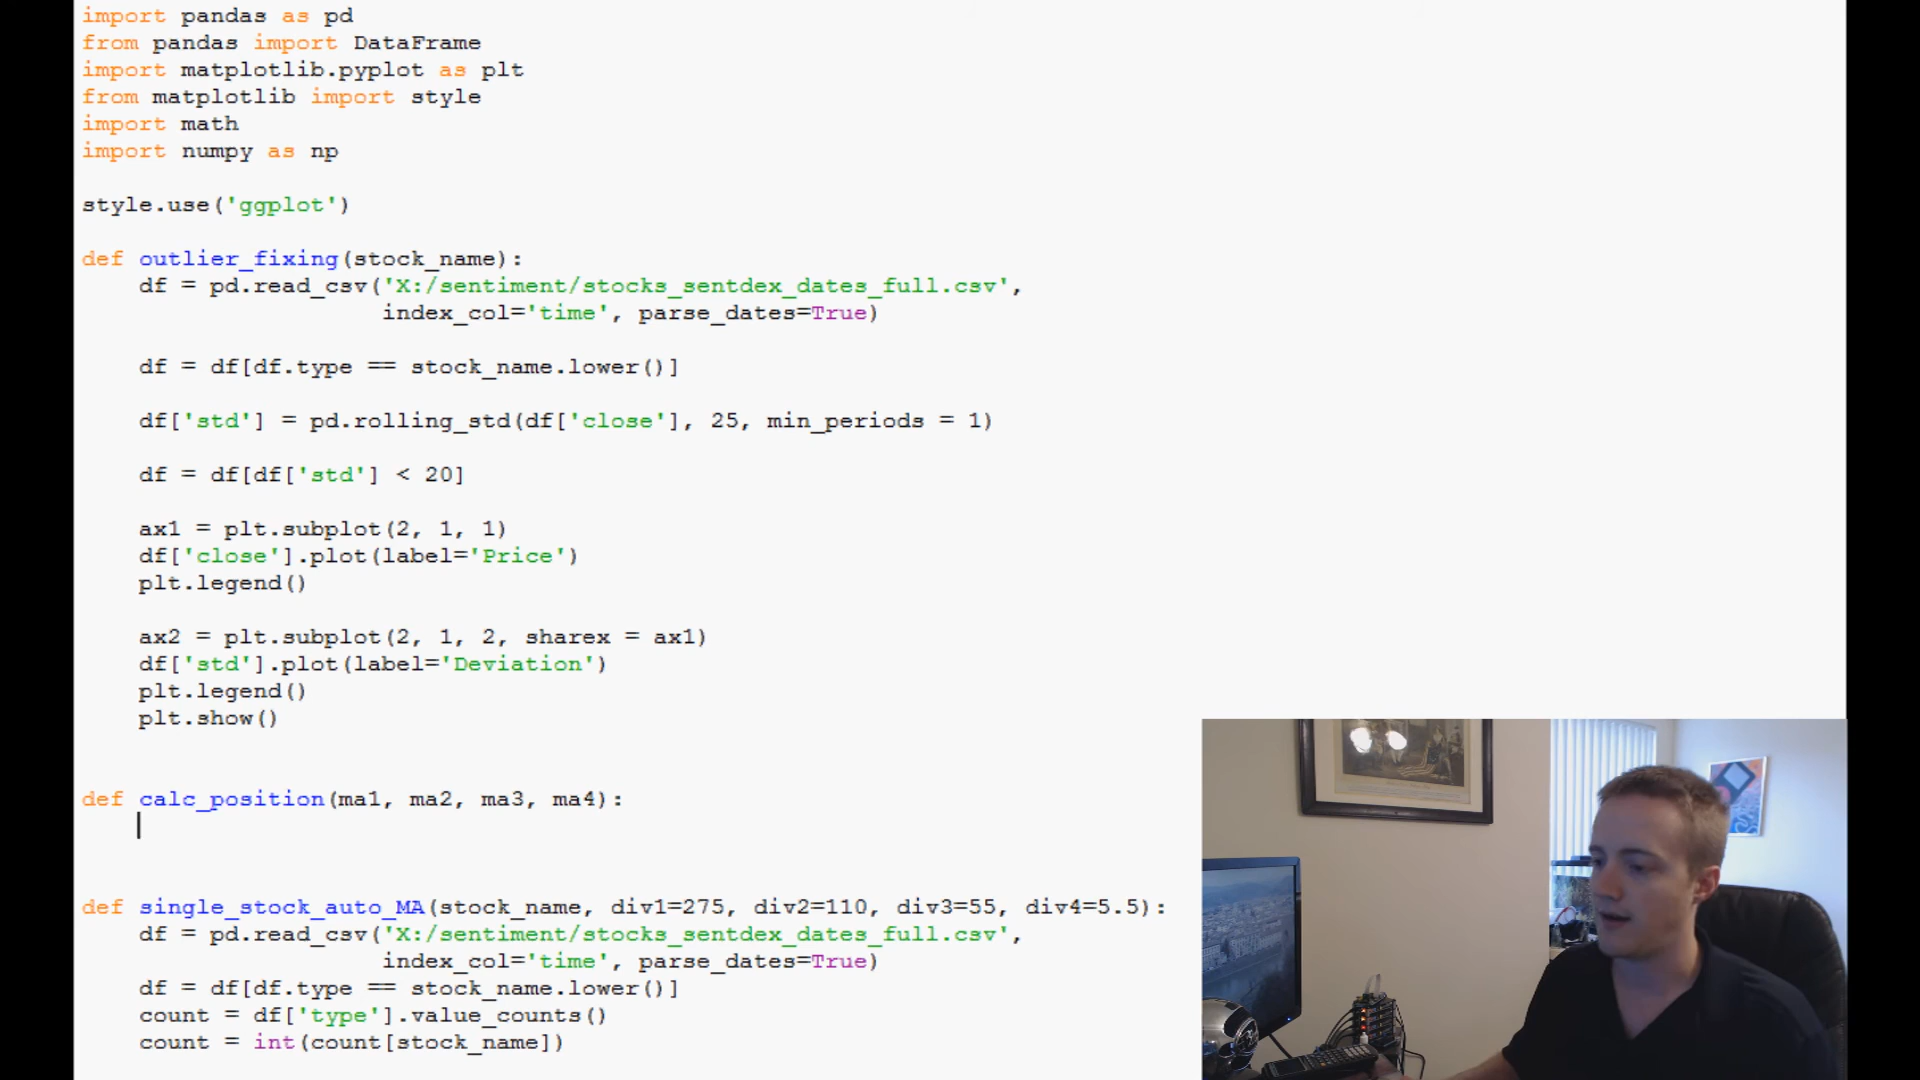 import pandas as pd
from pandas import DataFrame
import matplotlib.pyplot as plt
from matplotlib import style
import math
import numpy as np
style.use('ggplot')
def outlier_fixing(stock_name):
df = pd.read_csv('X:/sentiment/stocks_sentdex_dates_full.csv',
index_col='time', parse_dates=True)
df = df[df.type == stock_name.lower()]
df['std'] = pd.rolling_std(df['close'], 25, min_periods = 1)
df = df[df['std'] < 20]
ax1 = plt.subplot(2, 1, 1)
df['close'].plot(label='Price')
plt.legend()
ax2 = plt.subplot(2, 1, 2, sharex = ax1)
df['std'].plot(label='Deviation')
plt.legend()
plt.show()
def calc_position(ma1, ma2, ma3, ma4):
def single_stock_auto_MA(stock_name, div1=275, div2=110, div3=55, div4=5.5):
df = pd.read_csv('X:/sentiment/stocks_sentdex_dates_full.csv',
index_col='time', parse_dates=True)
df = df[df.type == stock_name.lower()]
count = df['type'].value_counts()
count = int(count[stock_name])